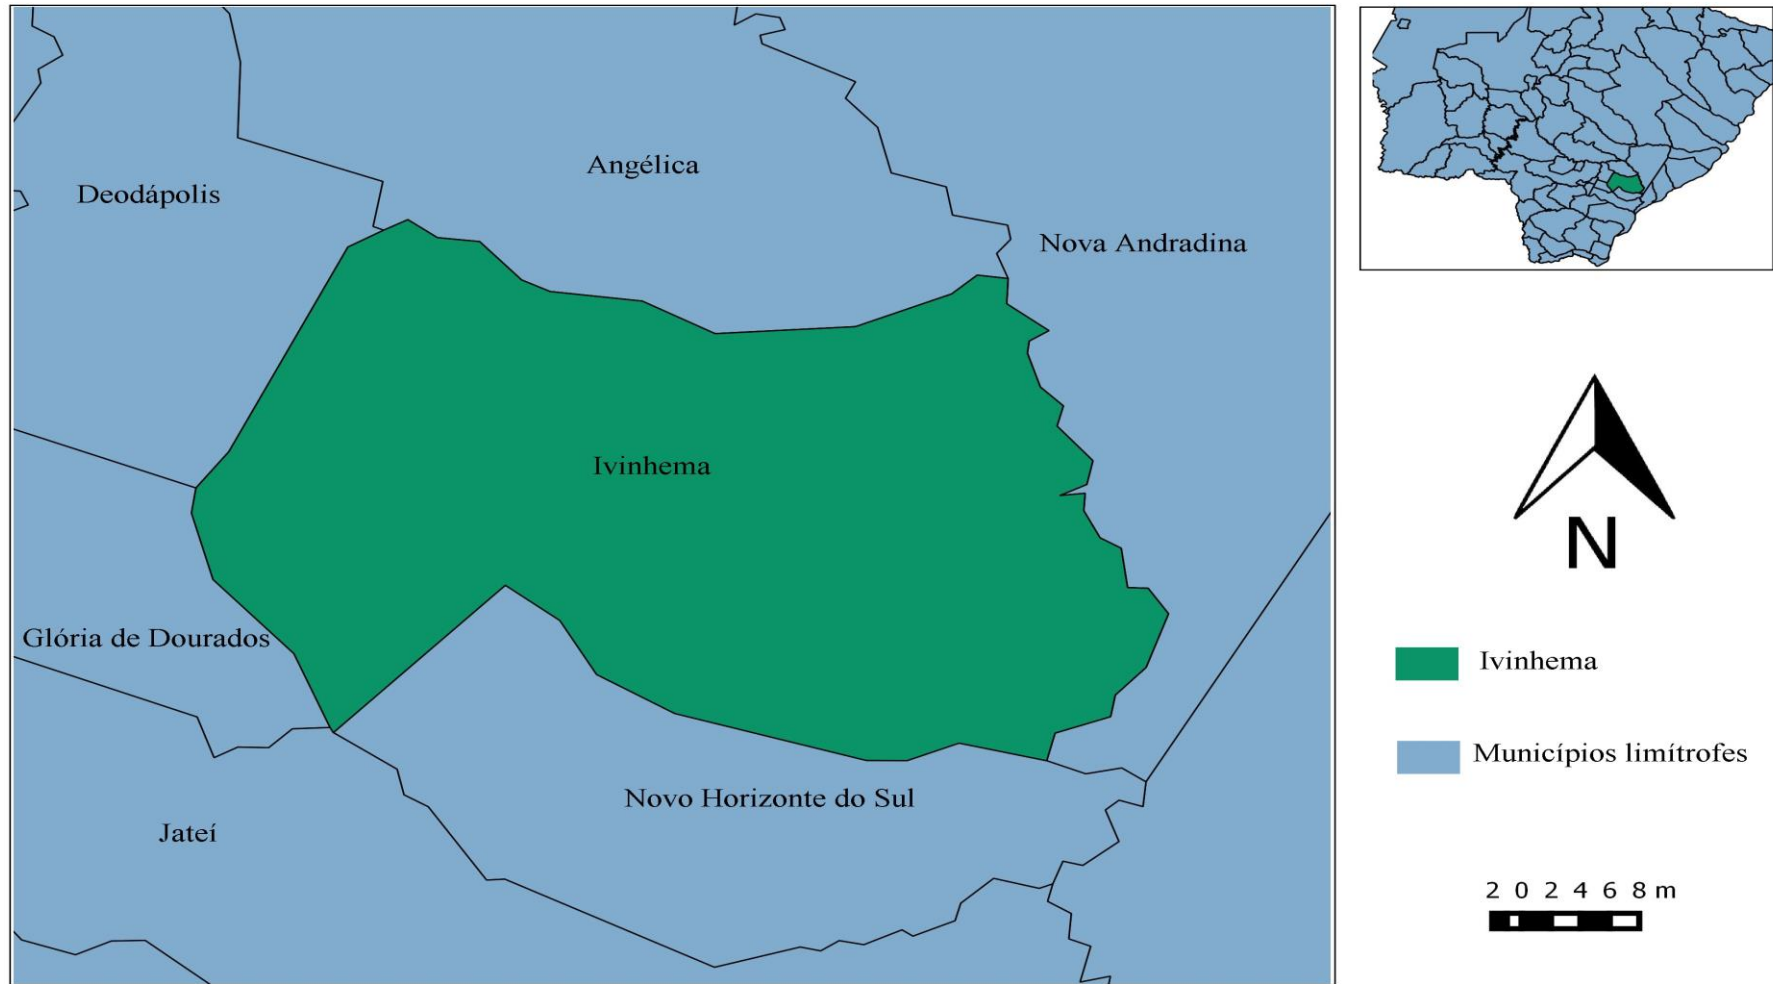 Angélica
Deodápolis
Nova Andradina
Ivinhema
Glória de Dourados
Novo Horizonte do Sul
Jateí
N
Ivinhema
Municípios limítrofes
2 0 2 4 6 8 m